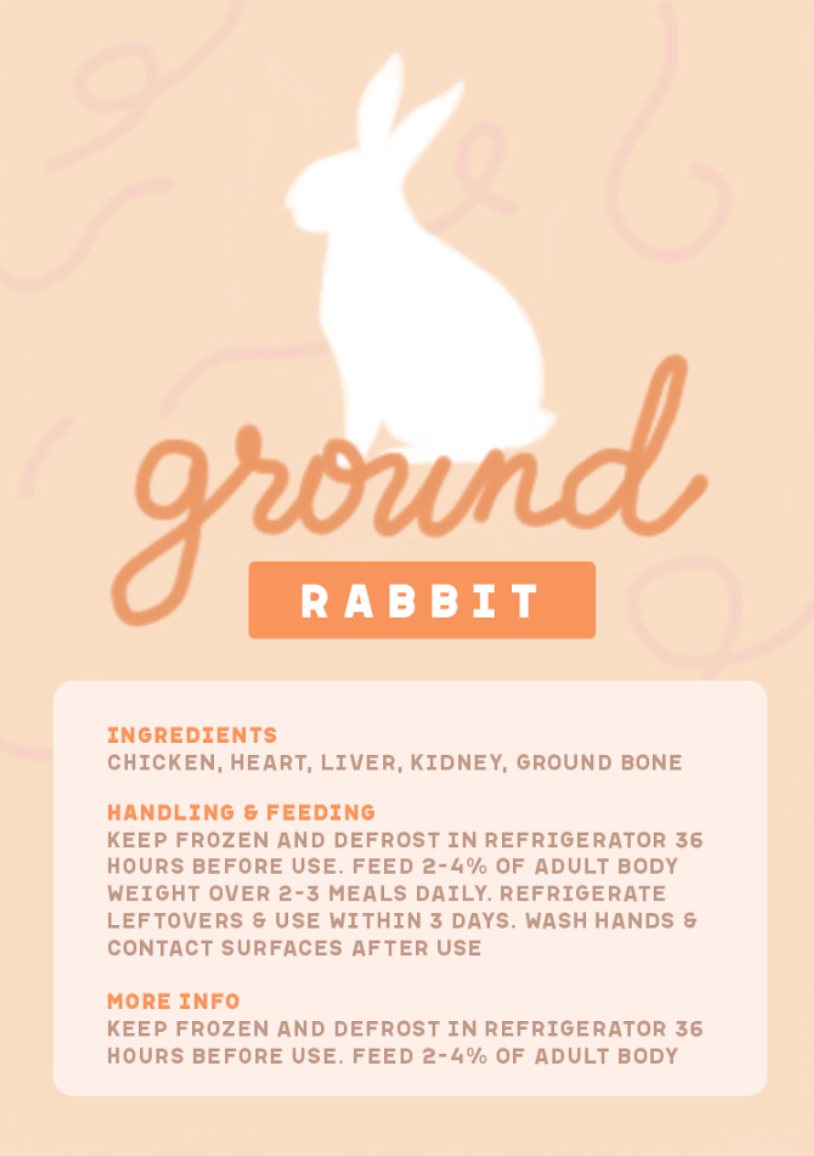 ground
RABBIT
INGREDIENTS
CHICKEN, HEART, LIVER, KIDNEY, GROUND BONE
HANDLING & FEEDING
KEEP FROZEN AND DEFROST IN REFRIGERATOR 36
HOURS BEFORE USE. FEED 2-4% OF ADULT BODY
WEIGHT OVER 2-3 MEALS DAILY. REFRIGERATE
LEFTOVERS & USE WITHIN 3 DAYS. WASH HANDS &
CONTACT SURFACES AFTER USE
MORE INFO
KEEP FROZEN AND DEFROST IN REFRIGERATOR 36
HOURS BEFORE USE. FEED 2-4% OF ADULT BODY